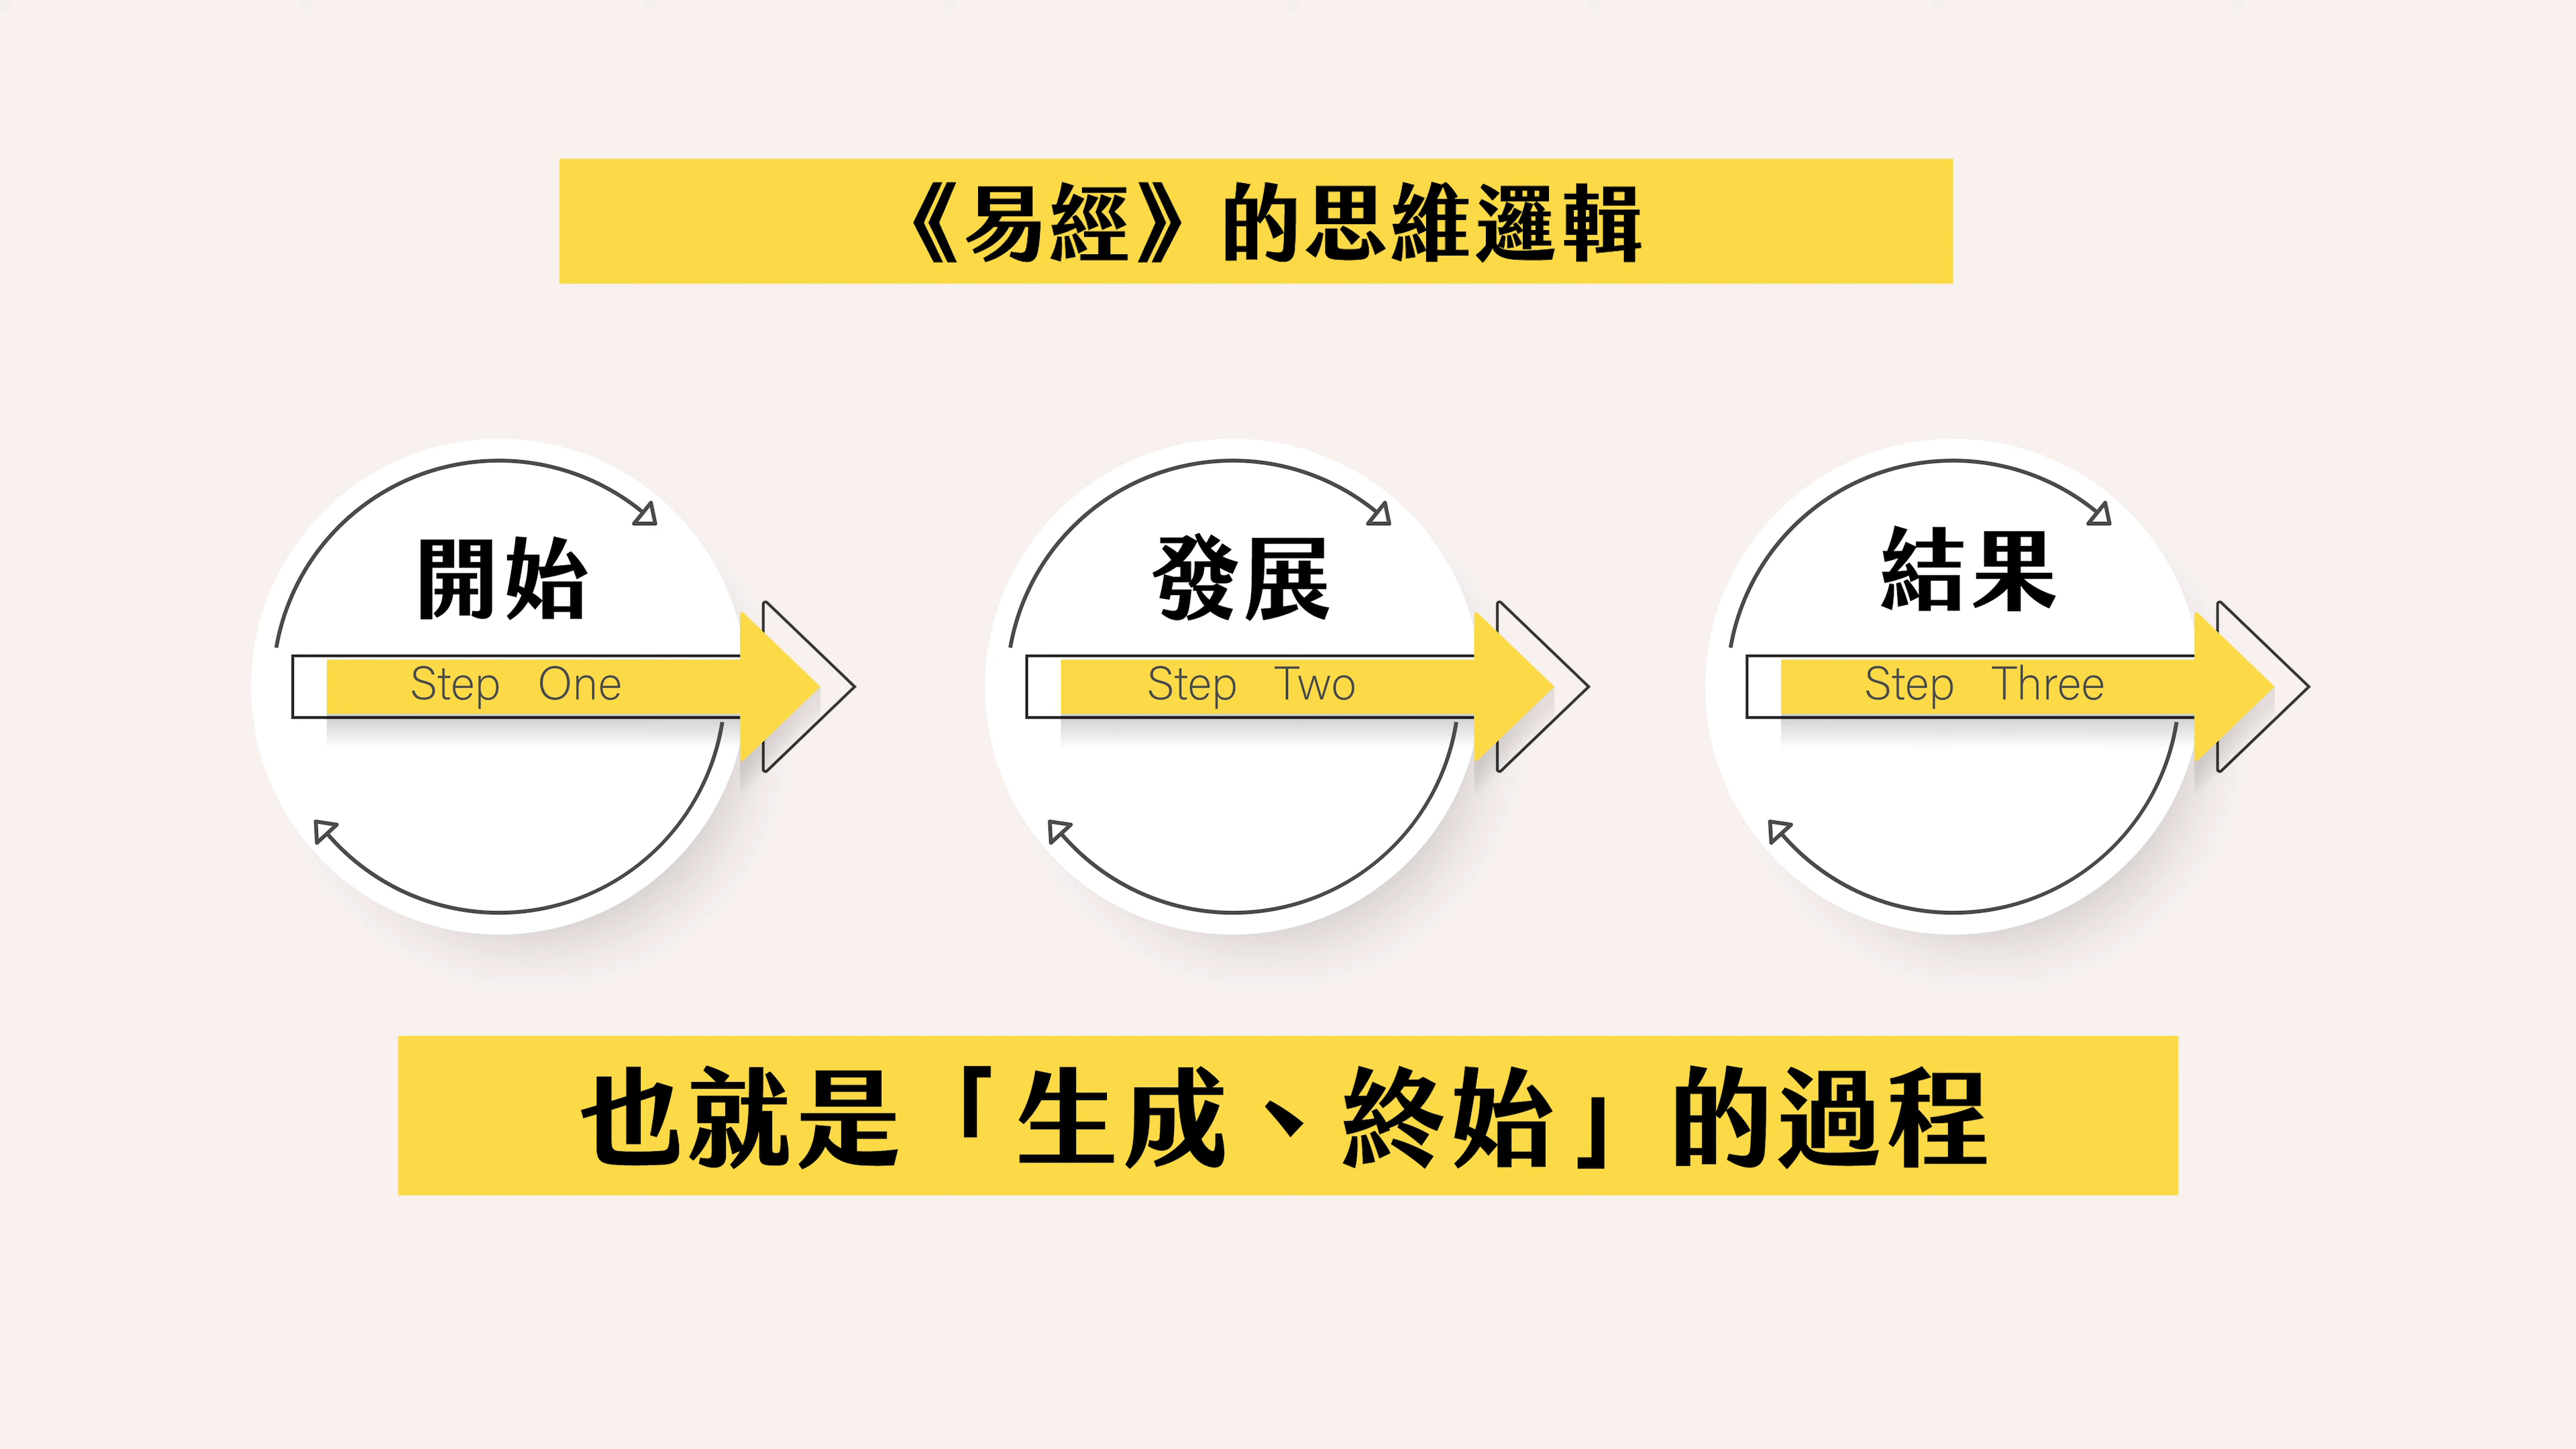 《易經》的思維邏輯
開始
Step One
發展
Step Two
結果
Step Three
也就是「生成、終始」的過程